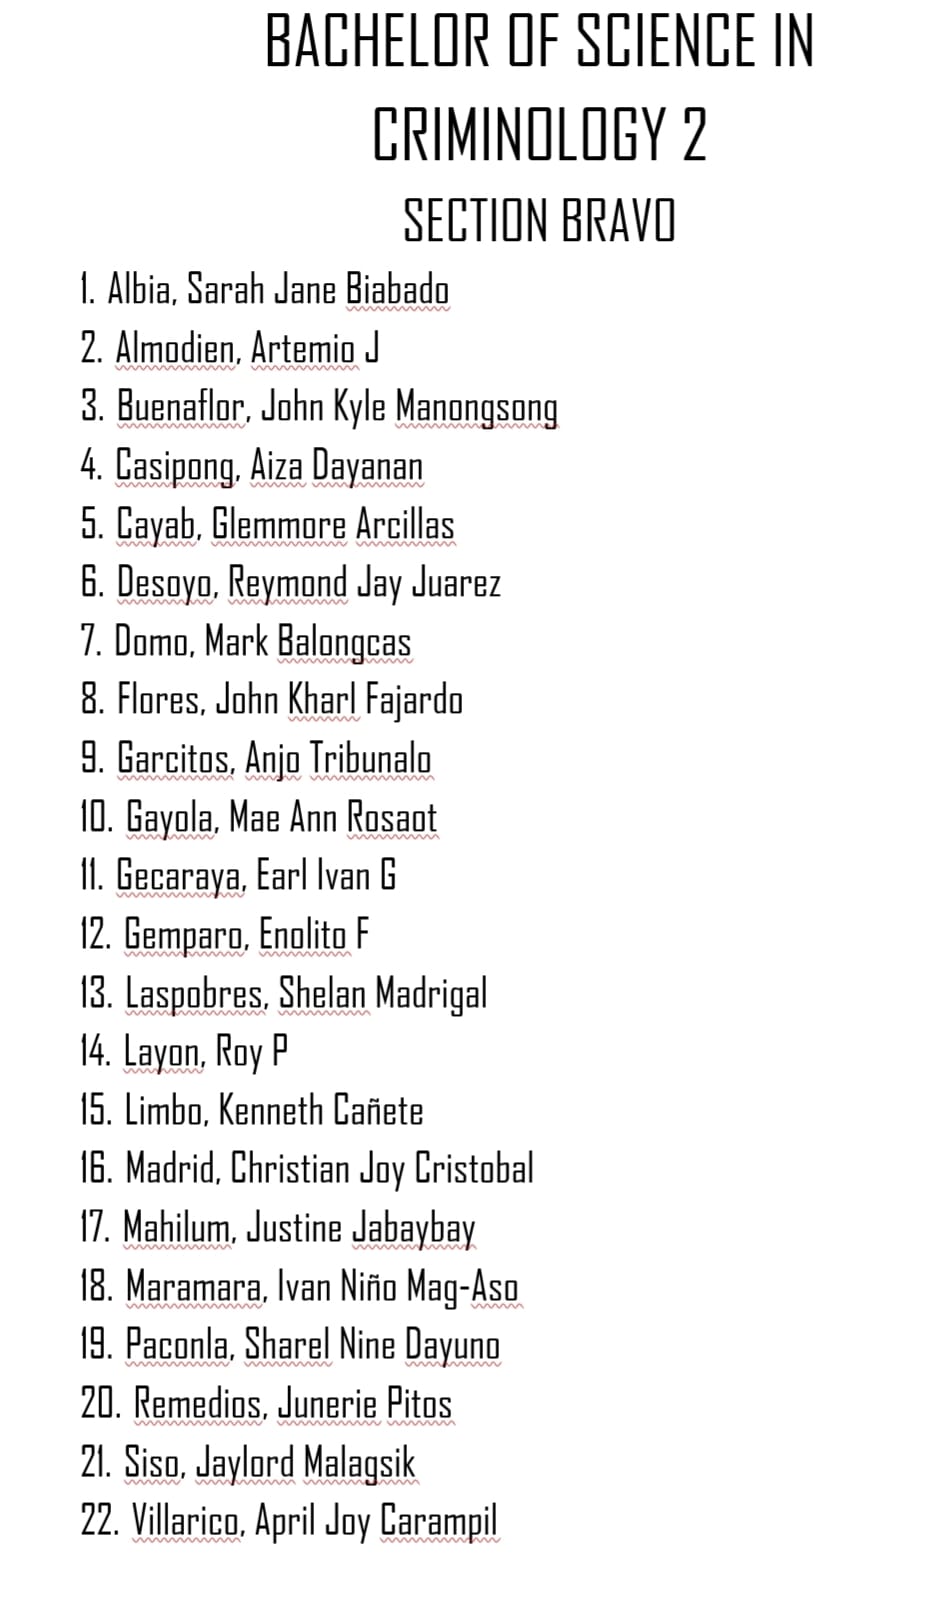 BACHELOR OF SCIENCE IN
CRIMINOLOGY 2
SECTION BRAVO
1. Albia, Sarah Jane Biabado
2. Almodien, Artemio J
3. Buenaflor, John Kyle Manongsong
4. Casipong, Aiza Dayanan
5. Cayab, Glemmore Arcillas
6. Desoyo, Reymond Jay Juarez
7. Domo, Mark Balongcas
8. Flores, John Kharl Fajardo
9. Garcitos, Anjo Tribunalo
10. Gayola, Mae Ann Rosaot
11. Gecaraya, Earl Ivan G
12. Gemparo, Enolito F
13. Laspobres, Shelan Madrigal
14. Layon, Roy P
15. Limbo, Kenneth Cañete
16. Madrid, Christian Joy Cristobal
17. Mahilum, Justine Jabaybay
18. Maramara, Ivan Niño Mag-Aso
19. Paconla, Sharel Nine Dayuno
20. Remedios, Junerie Pitos
21. Siso, Jaylord Malagsik
22. Villarico, April Joy Carampil